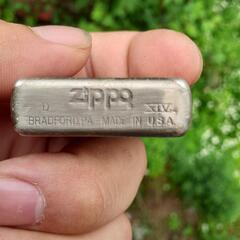 Zippo
D XIV
BRADFORD, PA. MADE IN U.S.A.